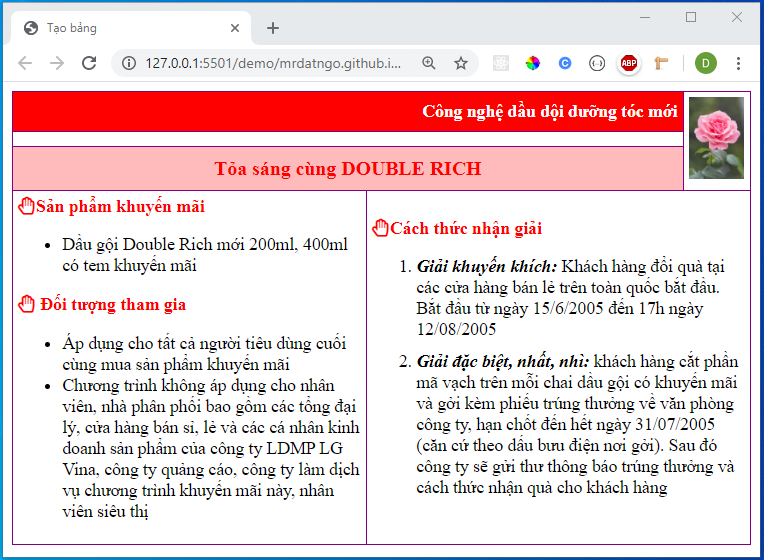 Tạo bảng
127.0.0.1:5501/demo/mrdatngo.github.i...
ABP
D
Công nghệ dầu dội dưỡng tóc mới
Tỏa sáng cùng DOUBLE RICH
Sản phẩm khuyến mãi
Dầu gội Double Rich mới 200ml, 400ml
có tem khuyến mãi
Đối tượng tham gia
Áp dụng cho tất cả người tiêu dùng cuối
cùng mua sản phẩm khuyến mãi
Chương trình không áp dụng cho nhân
viên, nhà phân phối bao gồm các tổng đại
lý, cửa hàng bán sỉ, lẻ và các cá nhân kinh
doanh sản phẩm của công ty LDMP LG
Vina, công ty quảng cáo, công ty làm dịch
vụ chương trình khuyến mãi này, nhân
viên siêu thị
Cách thức nhận giải
1. Giải khuyến khích: Khách hàng đổi quà tại
các cửa hàng bán lẻ trên toàn quốc bắt đầu.
Bắt đầu từ ngày 15/6/2005 đến 17h ngày
12/08/2005
2. Giải đặc biệt, nhất, nhì: khách hàng cắt phần
mã vạch trên mỗi chai dầu gội có khuyến mãi
và gởi kèm phiếu trúng thưởng về văn phòng
công ty, hạn chốt đến hết ngày 31/07/2005
(căn cứ theo dấu bưu điện nơi gởi). Sau đó
công ty sẽ gửi thư thông báo trúng thưởng và
cách thức nhận quà cho khách hàng